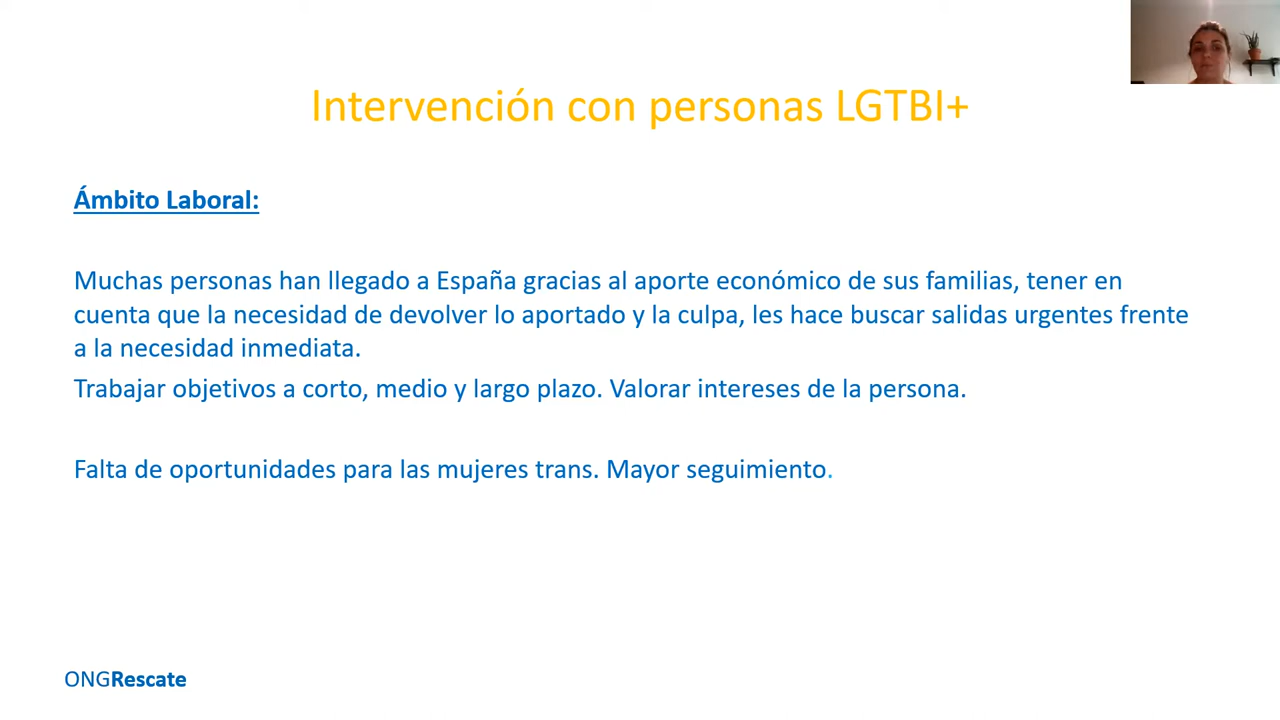 Intervención con personas LGTBI+
Ámbito Laboral:
Muchas personas han llegado a España gracias al aporte económico de sus familias, tener en
cuenta que la necesidad de devolver lo aportado y la culpa, les hace buscar salidas urgentes frente
a la necesidad inmediata.
Trabajar objetivos a corto, medio y largo plazo. Valorar intereses de la persona.
Falta de oportunidades para las mujeres trans. Mayor seguimiento.
ONGRescate